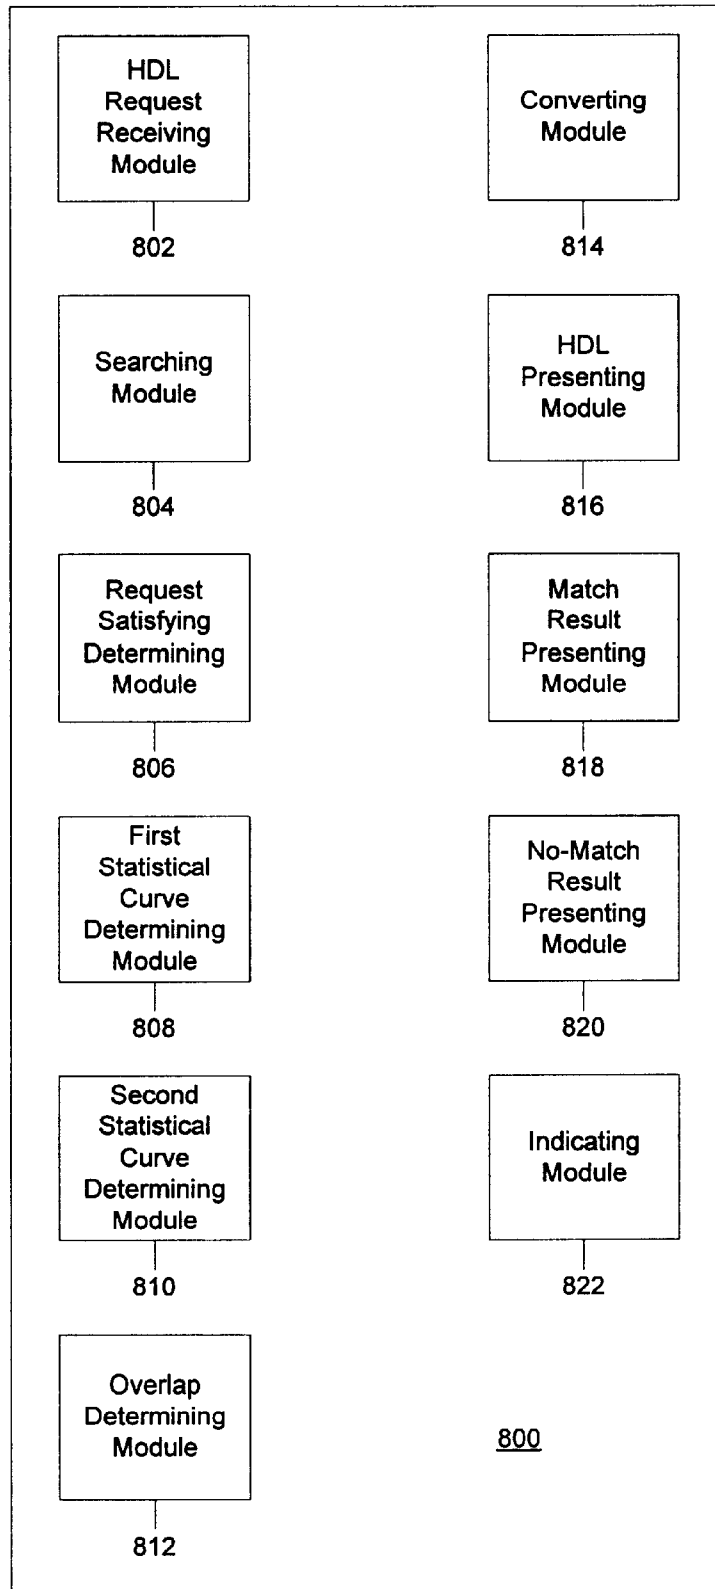 HDL
Request
Receiving
Module
802
Searching
Module
804
Request
Satisfying
Determining
Module
806
First
Statistical
Curve
Determining
Module
808
Second
Statistical
Curve
Determining
Module
810
Overlap
Determining
Module
812
Converting
Module
814
HDL
Presenting
Module
816
Match
Result
Presenting
Module
818
No-Match
Result
Presenting
Module
820
Indicating
Module
822
800